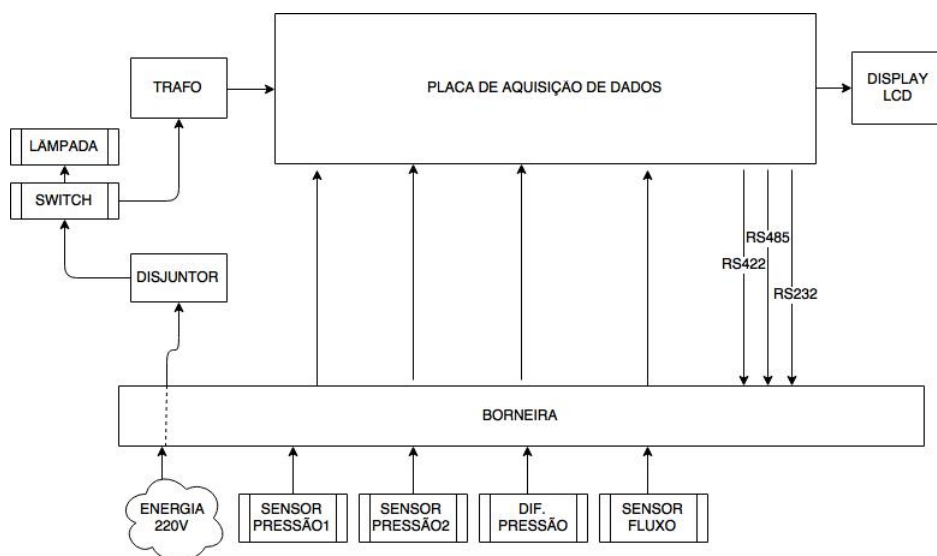 PLACA DE AQUISIÇÃO DE DADOS
TRAFO
DISPLAY
LCD
LÂMPADA
SWITCH
DISJUNTOR
RS485
RS422
RS232
BORNEIRA
ENERGIA
220V
SENSOR
PRESSÃO1
SENSOR
PRESSÃO2
DIF.
PRESSÃO
SENSOR
FLUXO